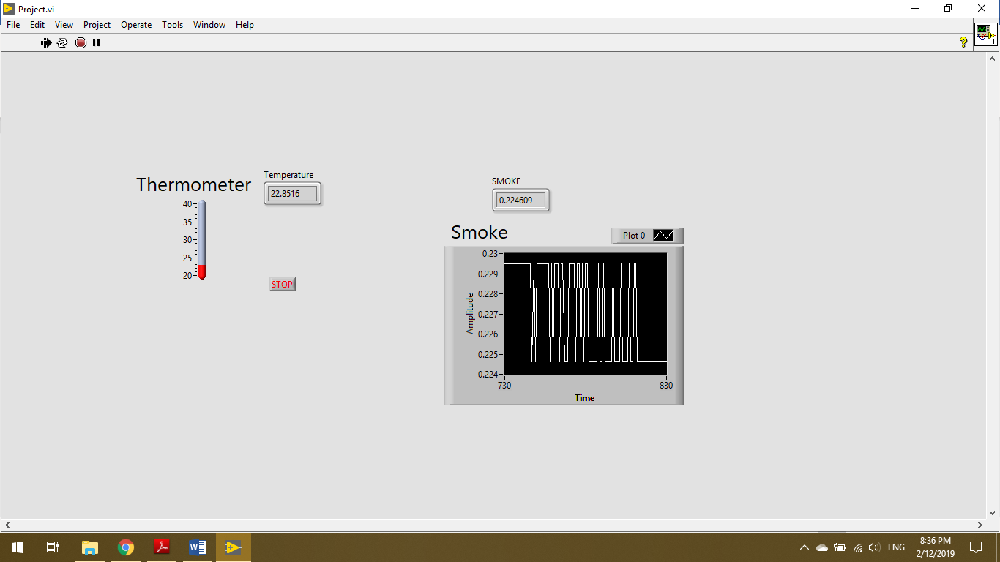 Project.vi
File Edit View Project Operate Tools Window Help
?
1
Thermometer
Temperature
22.8516
40
35
30
25
20
STOP
SMOKE
0.224609
Smoke
Plot 0
0.23
0.229
0.228
0.227
0.226
0.225
0.224
Amplitude
730 830
Time
ENG
8:36 PM
2/12/2019